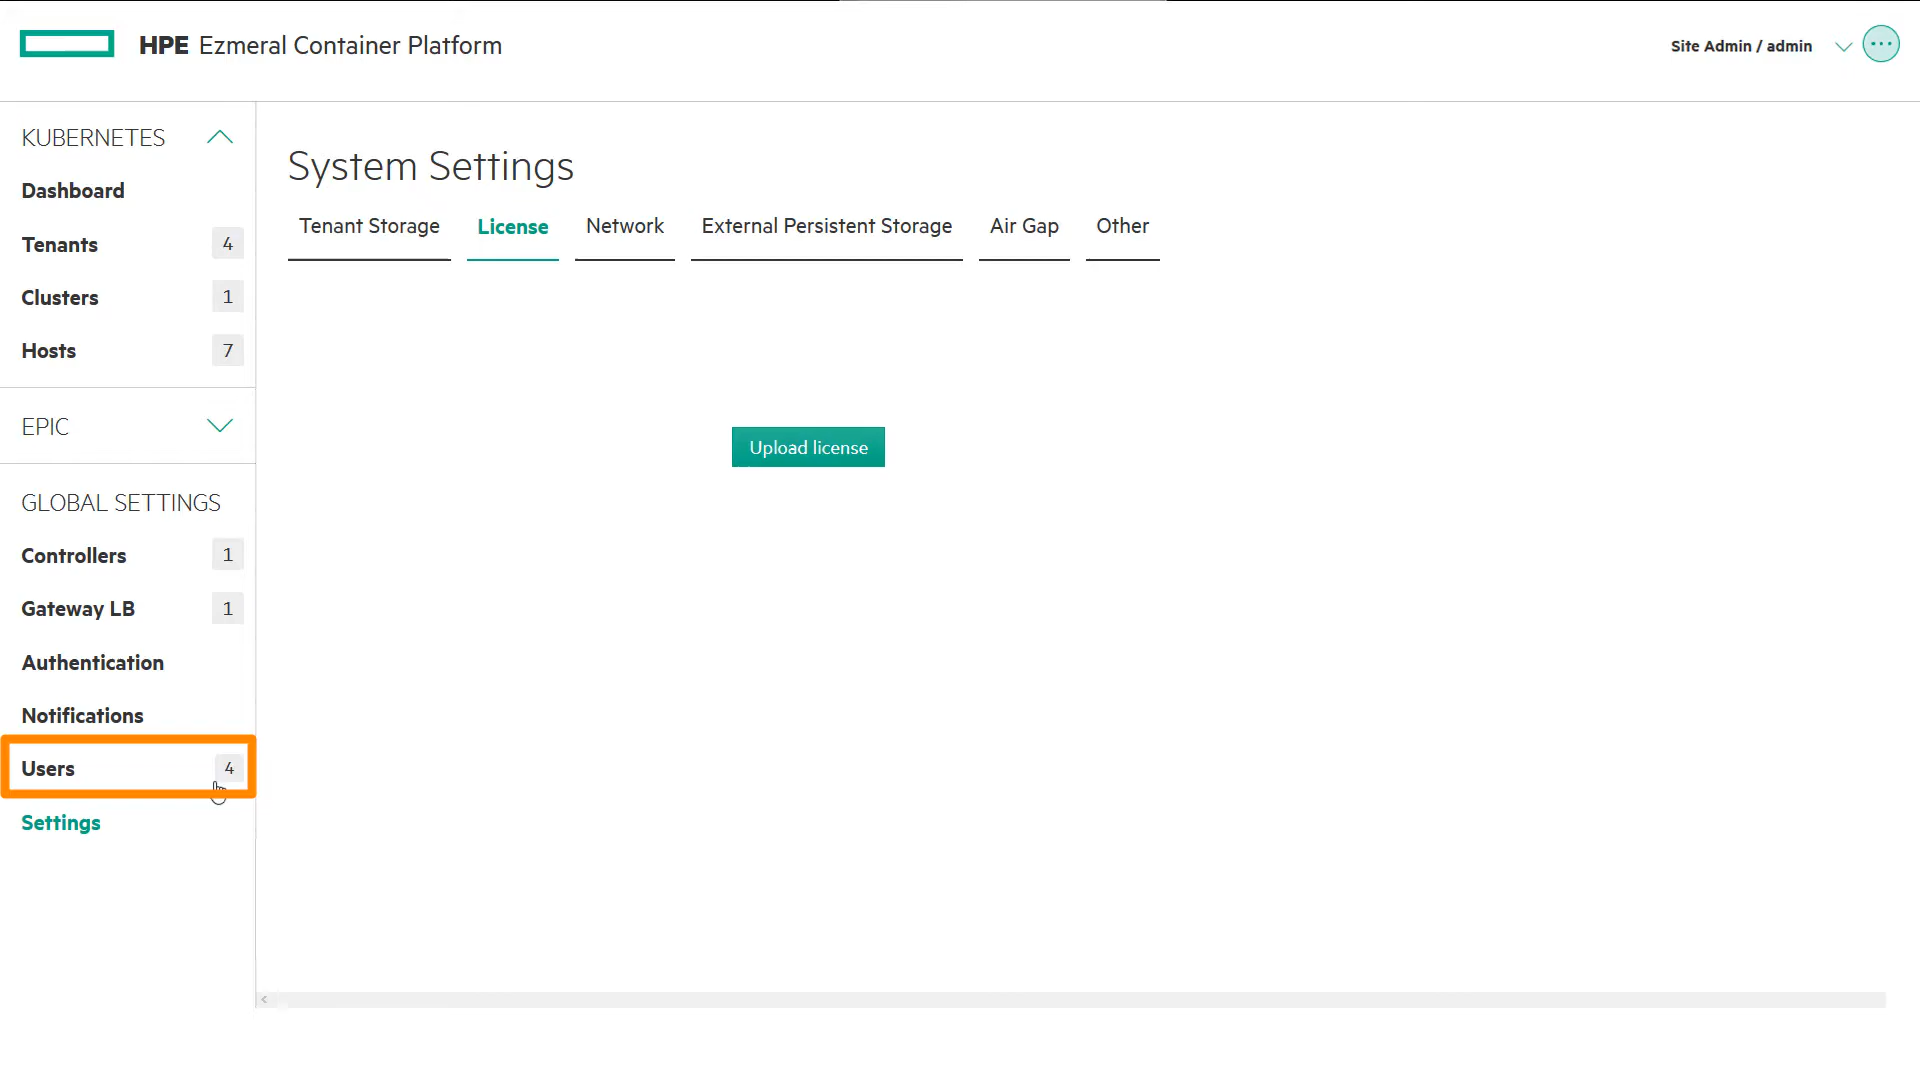 HPE Ezmeral Container Platform
Site Admin / admin
KUBERNETES
Dashboard
Tenants 4
Clusters 1
Hosts 7
EPIC
GLOBAL SETTINGS
Controllers 1
Gateway LB 1
Authentication
Notifications
Users 4
Settings
System Settings
Tenant Storage License Network External Persistent Storage Air Gap Other
Upload license